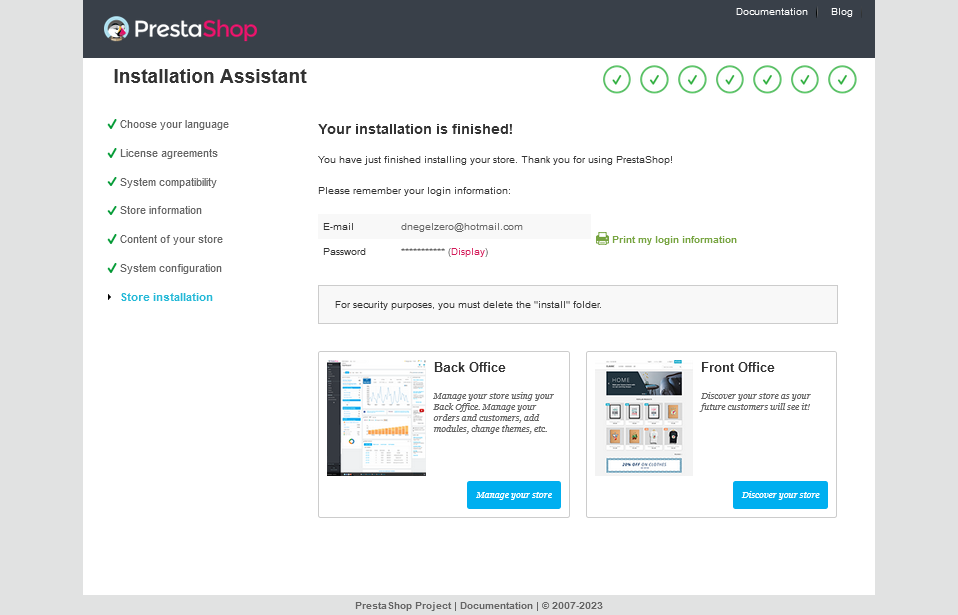 Documentation | Blog
PrestaShop
Installation Assistant
Choose your language
License agreements
System compatibility
Store information
Content of your store
System configuration
Store installation
Your installation is finished!
You have just finished installing your store. Thank you for using PrestaShop!
Please remember your login information:
E-mail dnegelzero@hotmail.com
Password *********** (Display)
Print my login information
For security purposes, you must delete the "install" folder.
Back Office
Manage your store using your
Back Office. Manage your
orders and customers, add
modules, change themes, etc.
Manage your store
Front Office
Discover your store as your
future customers will see it!
HOME
20% OFF ON CLOTHES
Discover your store
PrestaShop Project | Documentation | © 2007-2023